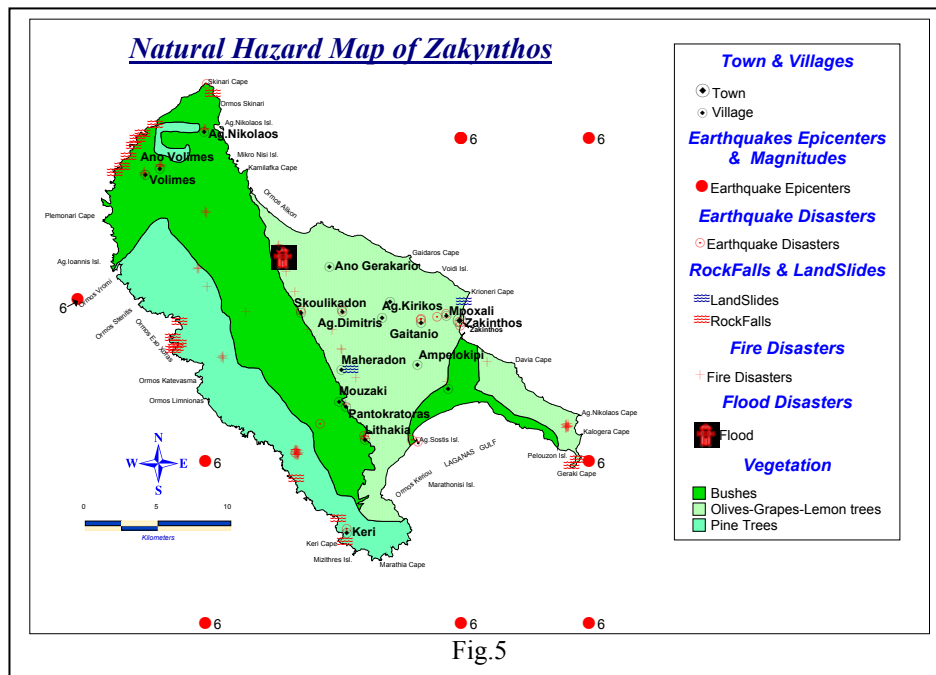 Natural Hazard Map of Zakynthos
Skinari Cape
Ormos Skinari
Ag.Nikolaos Isl.
Ag.Nikolaos
Mikro Nisi Isl.
Ano Volimes
Kamilafka Cape
Volimes
Ormos Alikon
Plemonari Cape
Gaidaros Cape
Ag.Ioannis Isl.
Ano Gerakario
Voidi Isl.
Ormos Vromi
Krioneri Cape
Skoulikadon
Ag.Kirikos
Mpoxali
Ormos Stenitis
Ag.Dimitris
Zakinthos
Zakinthos
Ormos Exo Xoras
Gaitanio
Maheradon
Ampelokipi
Davia Cape
Ormos Katevasma
Mouzaki
Ormos Limnionas
Pantokratoras
Ag.Nikolaos Cape
Kalogera Cape
Lithakia
Ag.Sostis Isl.
LAGANAS GULF
Pelouzon Isl.
Geraki Cape
Ormos Keriou
Marathonisi Isl.
Keri
Keri Cape
Mizithres Isl.
Marathia Cape
6
6
6
6
6
6
6
6
N
W E
S
0 5 10
Kilometers
Town & Villages
Town
Village
Earthquakes Epicenters
& Magnitudes
Earthquake Epicenters
Earthquake Disasters
Earthquake Disasters
RockFalls & LandSlides
LandSlides
RockFalls
Fire Disasters
Fire Disasters
Flood Disasters
Flood
Vegetation
Bushes
Olives-Grapes-Lemon trees
Pine Trees
Fig.5